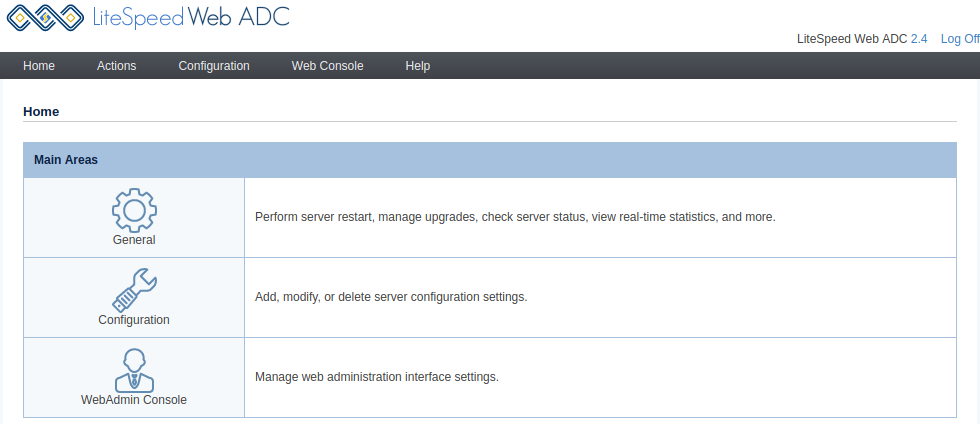 LiteSpeed Web ADC
LiteSpeed Web ADC 2.4 Log Off
Home Actions Configuration Web Console Help
Home
Main Areas
General
Perform server restart, manage upgrades, check server status, view real-time statistics, and more.
Configuration
Add, modify, or delete server configuration settings.
WebAdmin Console
Manage web administration interface settings.